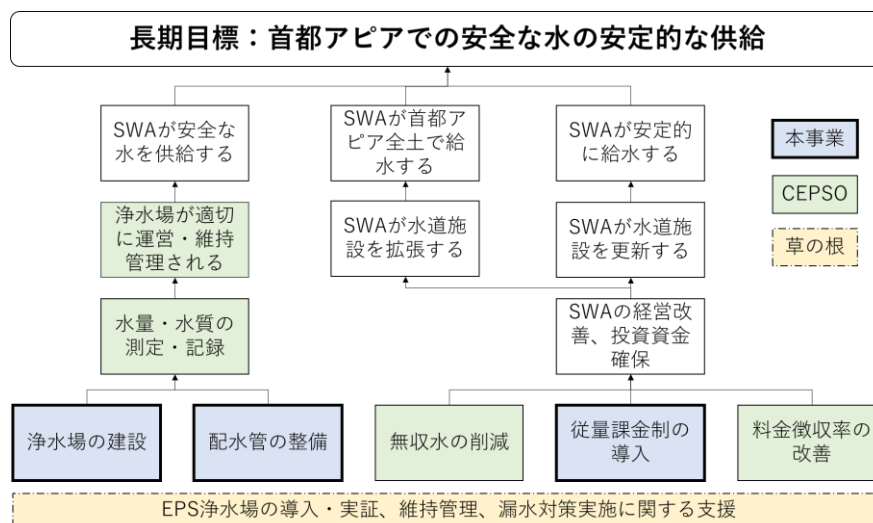 長期目標：首都アピアでの安全な水の安定的な供給
SWAが安全な
水を供給する
SWAが首都ア
ピア全土で給
水する
SWAが安定的
に給水する
本事業
CEPSO
草の根
浄水場が適切
に運営・維持
管理される
SWAが水道施
設を拡張する
SWAが水道施
設を更新する
水量・水質の
測定・記録
SWAの経営改
善、投資資金
確保
浄水場の建設
配水管の整備
無収水の削減
従量課金制の
導入
料金徴収率の
改善
EPS浄水場の導入・実証、維持管理、漏水対策実施に関する支援